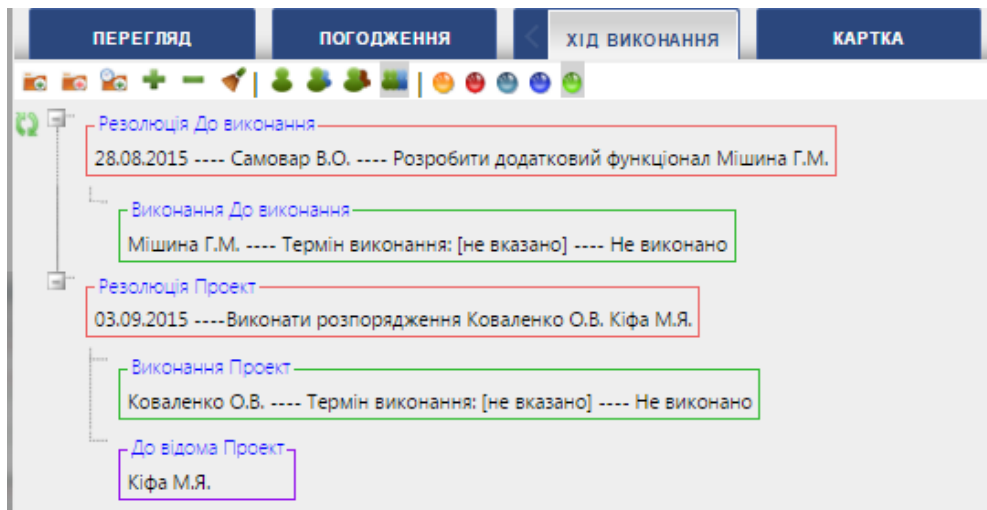 ПЕРЕГЛЯД ПОГОДЖЕННЯ ХІД ВИКОНАННЯ КАРТКА
Резолюція До виконання
28.08.2015 ---- Самовар В.О. ---- Розробити додатковий функціонал Мішина Г.М.
Виконання До виконання
Мішина Г.М. ---- Термін виконання: [не вказано] ---- Не виконано
Резолюція Проект
03.09.2015 ----Виконати розпорядження Коваленко О.В. Кіфа М.Я.
Виконання Проект
Коваленко О.В. ---- Термін виконання: [не вказано] ---- Не виконано
До відома Проект
Кіфа М.Я.